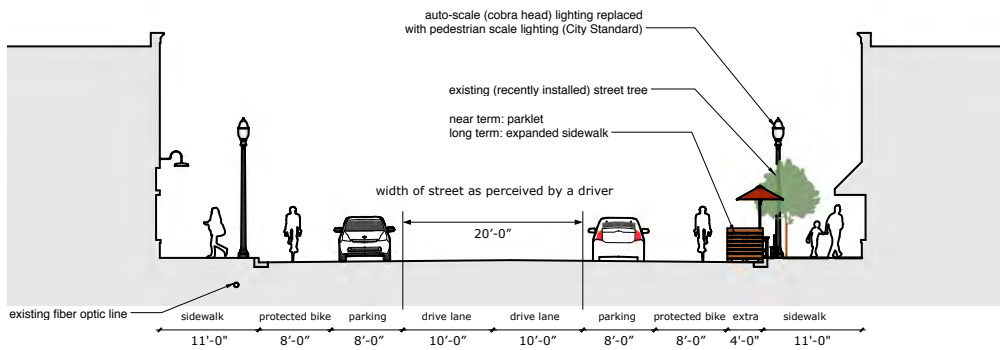 auto-scale (cobra head) lighting replaced
with pedestrian scale lighting (City Standard)
existing (recently installed) street tree
near term: parklet
long term: expanded sidewalk
width of street as perceived by a driver
20’-0”
existing fiber optic line
sidewalk protected bike parking drive lane drive lane parking protected bike extra sidewalk
11’-0" 8’-0” 8’-0” 10’-0” 10’-0” 8’-0” 8’-0” 4’-0” 11’-0”